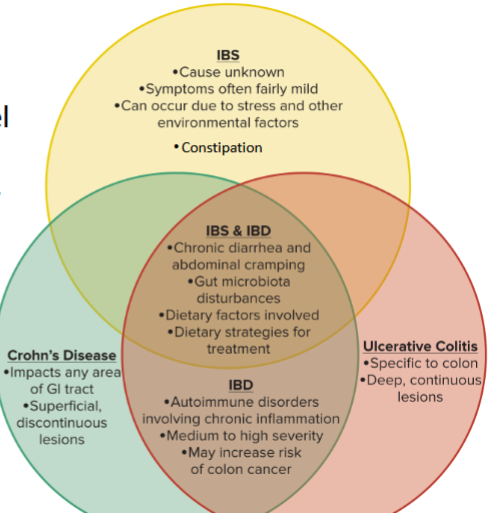 IBS
•Cause unknown
•Symptoms often fairly mild
•Can occur due to stress and other
environmental factors
• Constipation
IBS & IBD
•Chronic diarrhea and
abdominal cramping
•Gut microbiota
disturbances
•Dietary factors involved
•Dietary strategies for
treatment
Crohn's Disease
•Impacts any area
of GI tract
•Superficial,
discontinuous
lesions
IBD
•Autoimmune disorders
involving chronic inflammation
•Medium to high severity
•May increase risk
of colon cancer
Ulcerative Colitis
•Specific to colon
•Deep, continuous
lesions